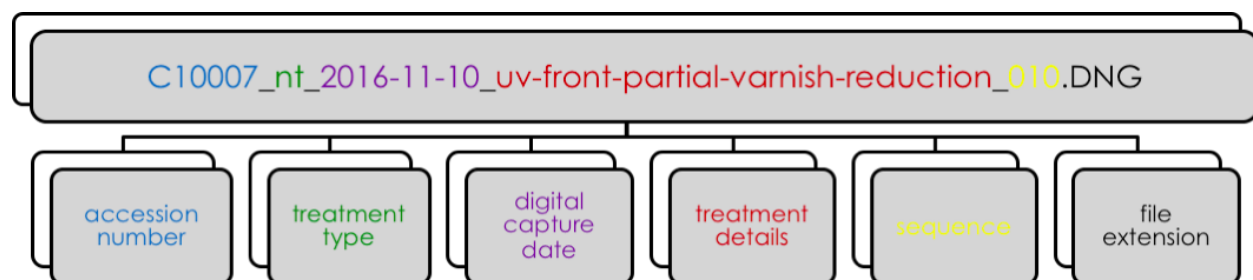 C10007_nt_2016-11-10_uv-front-partial-varnish-reduction_010.DNG
accession
number
treatment
type
digital
capture
date
treatment
details
sequence
file
extension